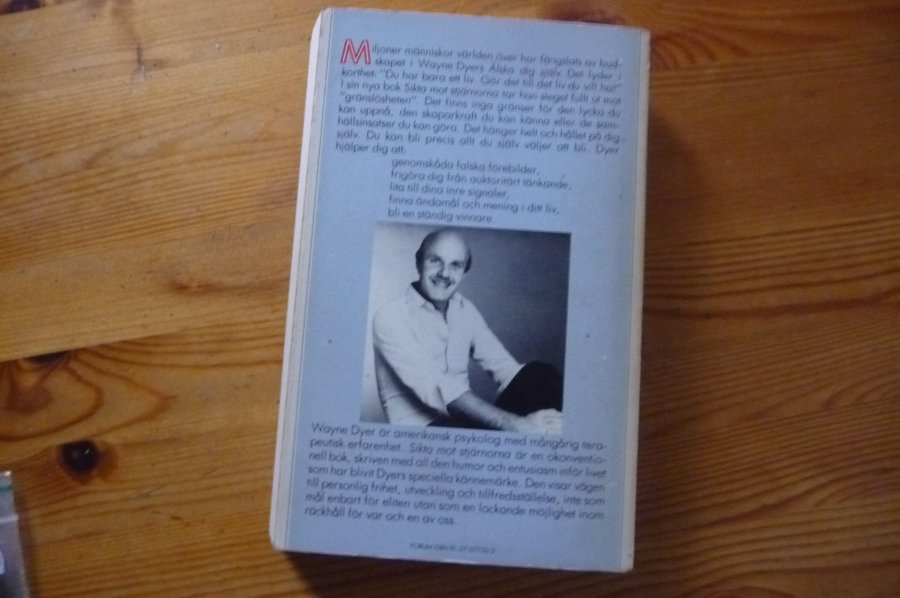 Miljoner människor världen över har fängslats av bud-
skapet i Wayne Dyers Älska dig själv. Det lyder i
korthet: "Du har bara ett liv. Gör det till det liv du vill ha!"
I sin nya bok Sikta mot stjärnorna tar han steget fullt ut mot
"gränslösheten". Det finns inga gränser för den lycka du
kan uppnå, den skaparkraft du kan känna eller de sam-
hällsinsatser du kan göra. Det hänger helt och hållet på dig
själv. Du kan bli precis allt du själv väljer att bli. Dyer
hjälper dig att:
genomskåda falska förebilder,
frigöra dig från auktoritärt tänkande,
lita till dina inre signaler,
finna ändamål och mening i ditt liv,
bli en ständig vinnare.
Wayne Dyer är amerikansk psykolog med mångårig tera-
peutisk erfarenhet. Sikta mot stjärnorna är en okonventio-
nell bok, skriven med all den humor och entusiasm inför livet
som har blivit Dyers speciella kännemärke. Den visar vägen
till personlig frihet, utveckling och tillfredsställelse, inte som
mål enbart för eliten utan som en lockande möjlighet inom
räckhåll för var och en av oss.
FORUM ISBN